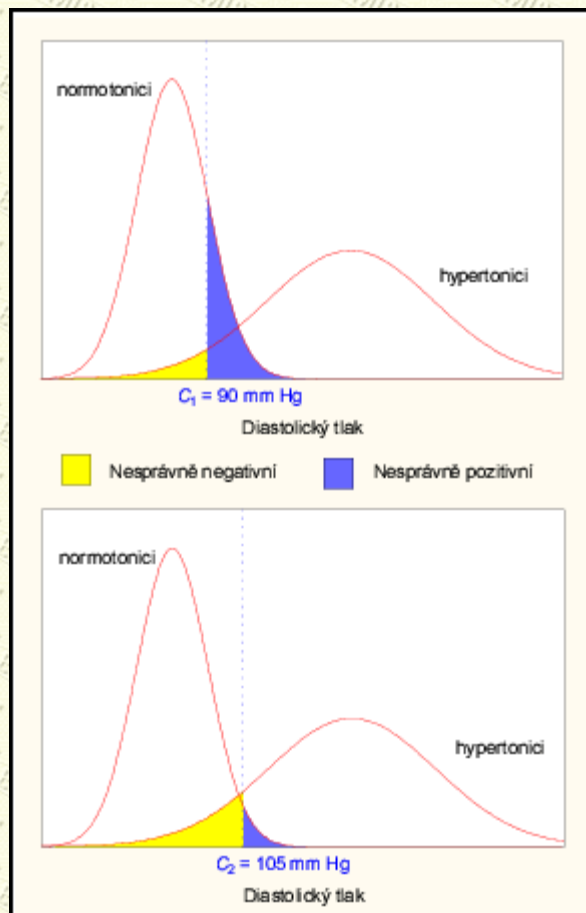 normotonici
hypertonici
C1 = 90 mm Hg
Diastolický tlak
Nesprávně negativní
Nesprávně pozitivní
normotonici
hypertonici
C2 = 105 mm Hg
Diastolický tlak